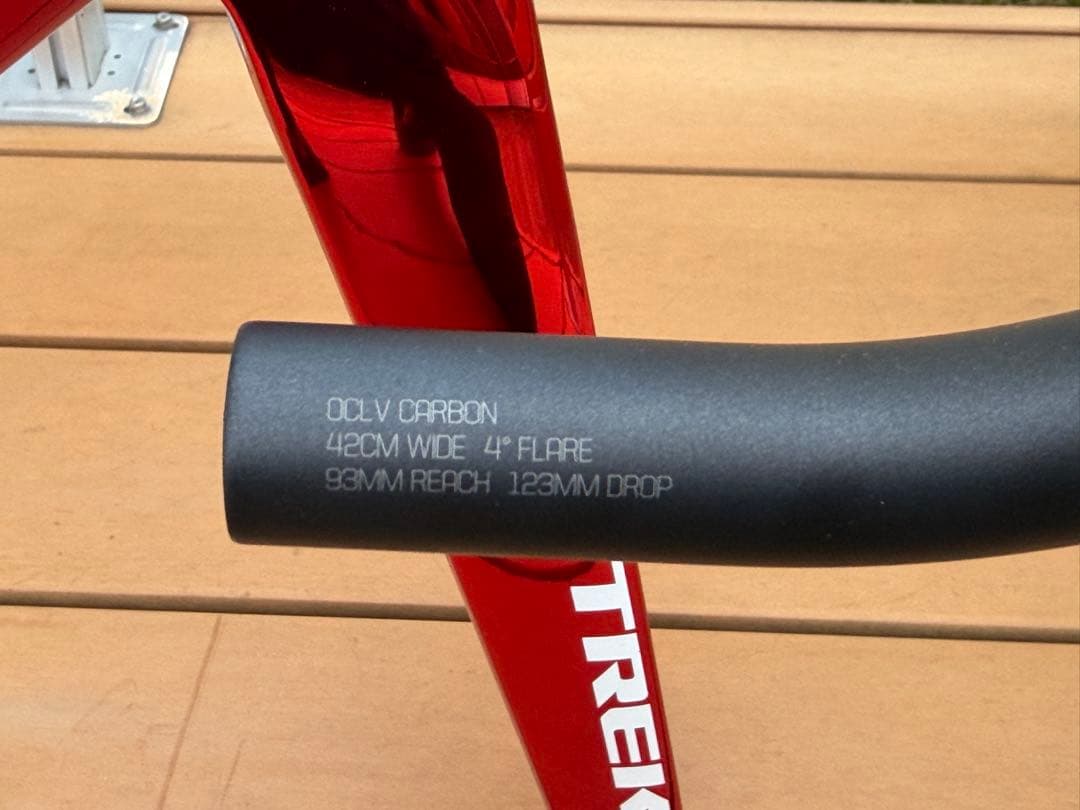 OCLV CARBON
42CM WIDE 4° FLARE
93MM REACH 123MM DROP
TREK